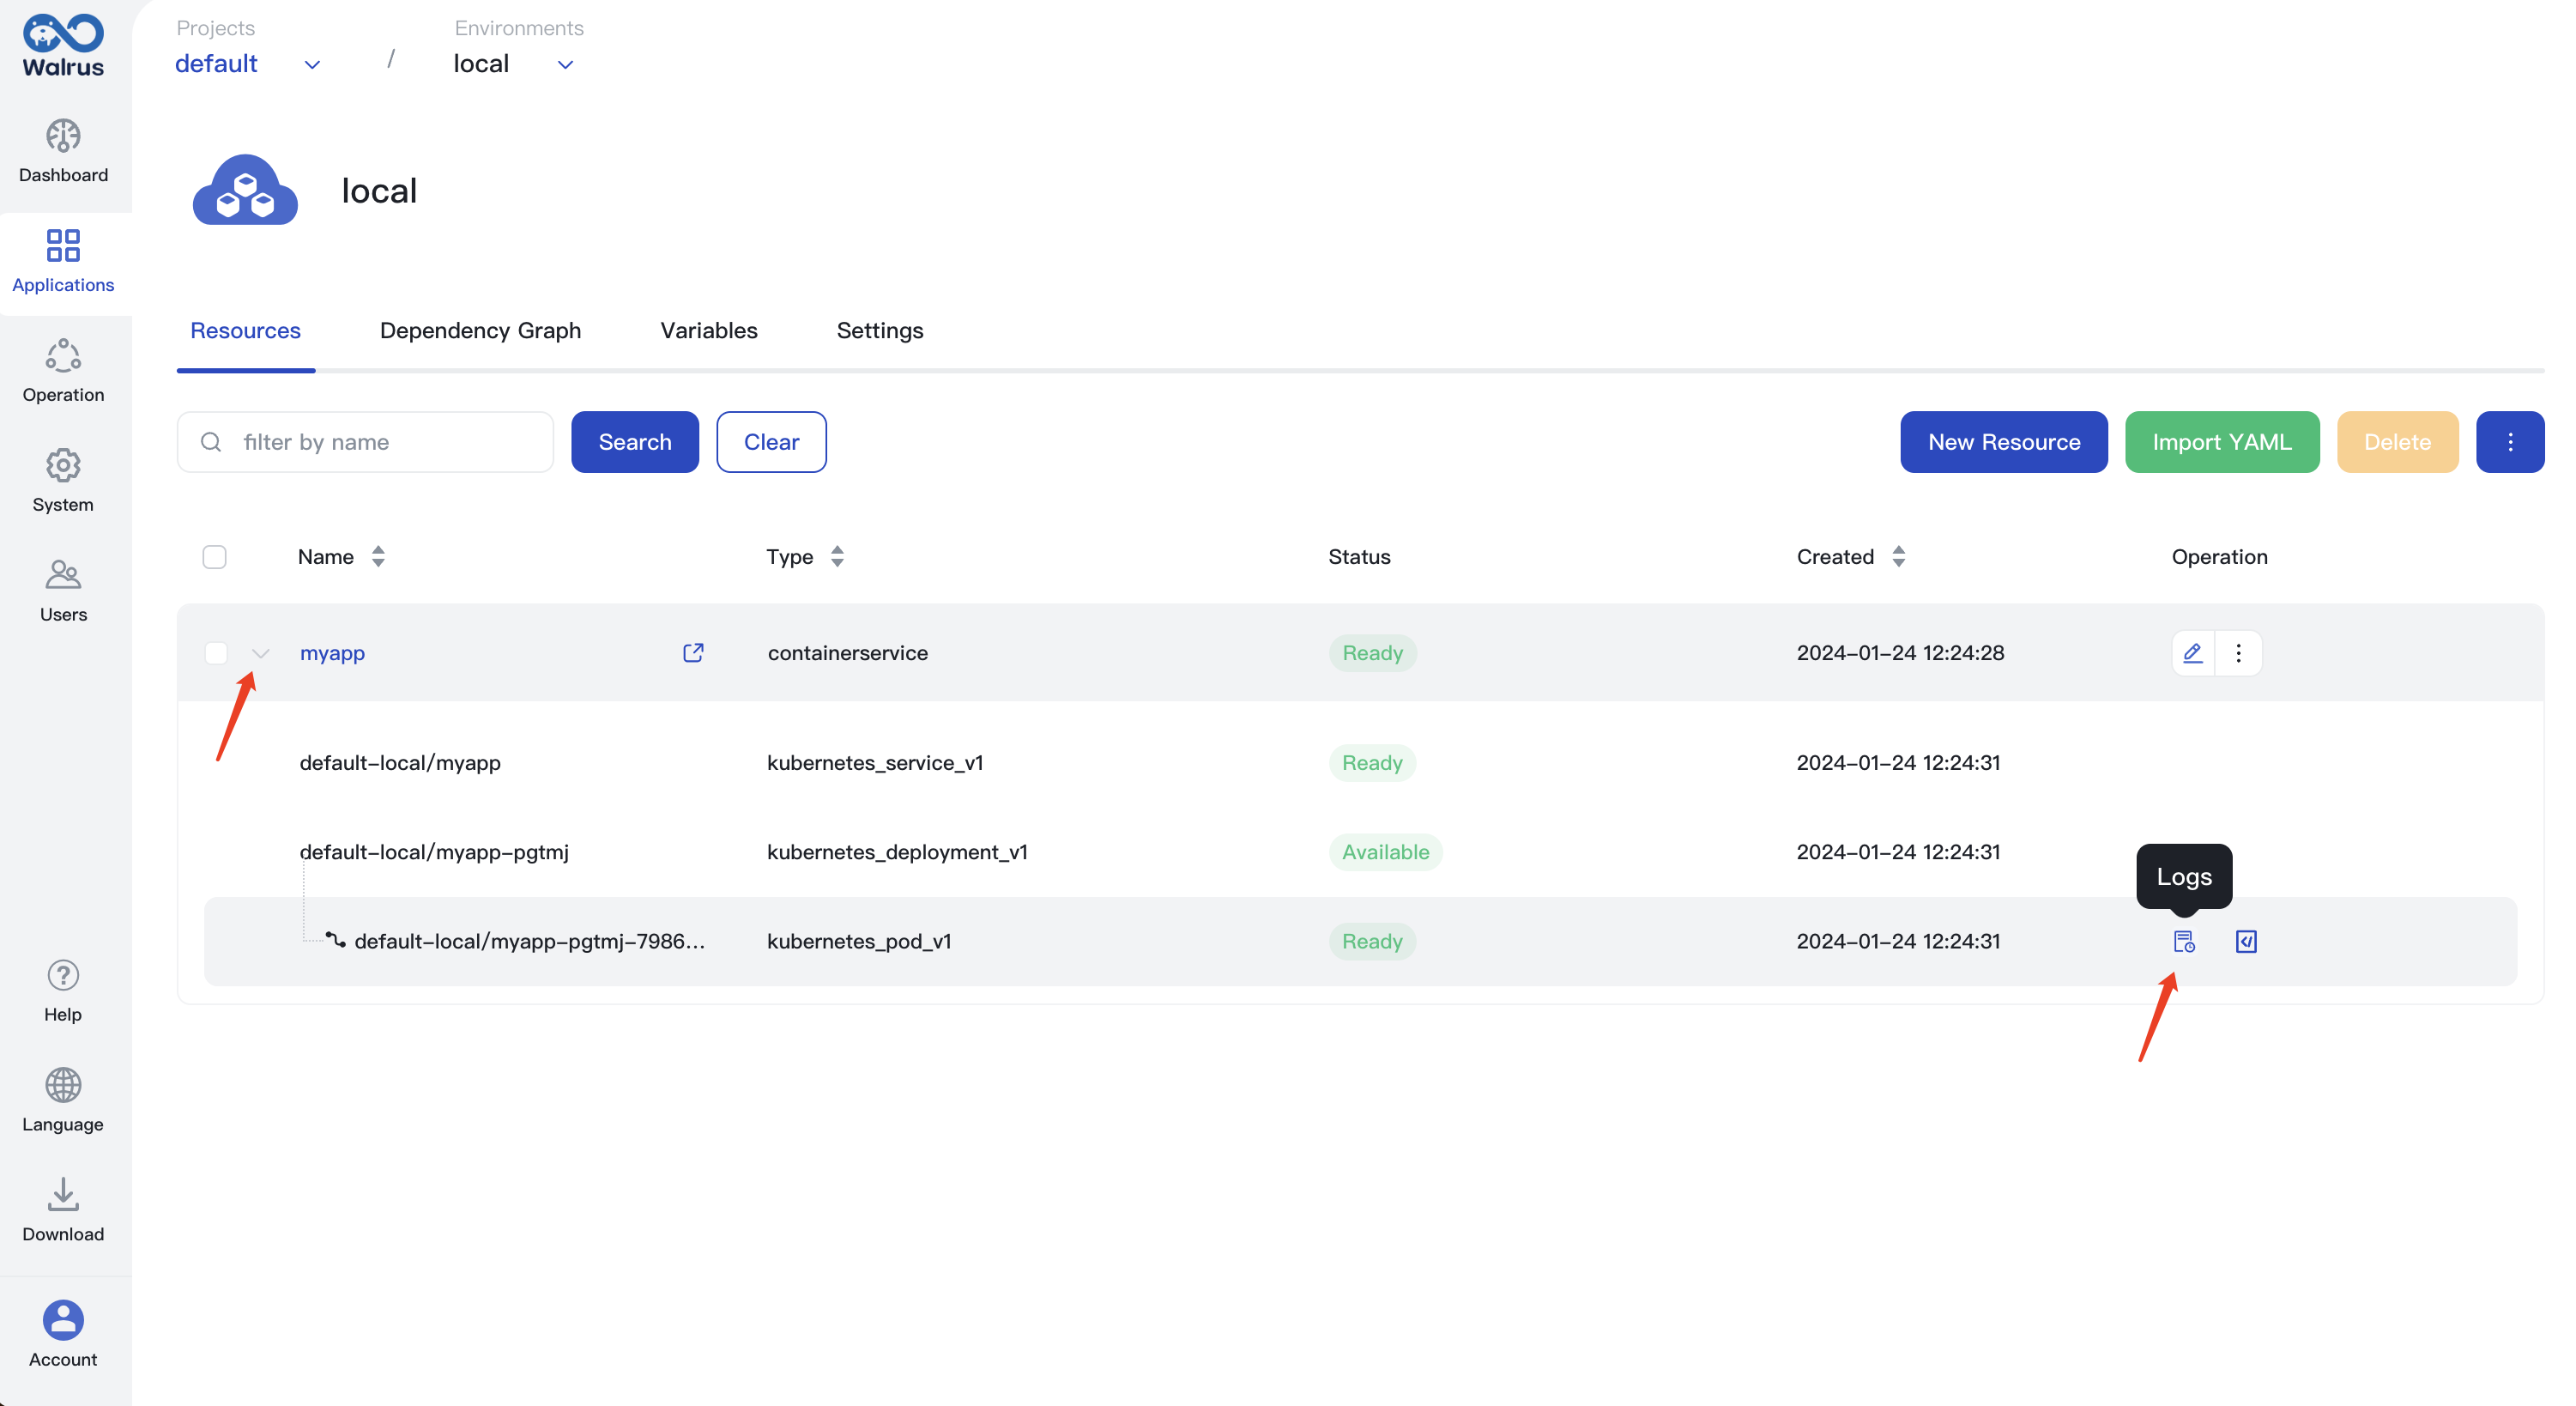 Walrus
Dashboard
Applications
Operation
System
Users
Help
Language
Download
Account
Projects
default
/
Environments
local
local
Resources Dependency Graph Variables Settings
filter by name Search Clear New Resource Import YAML Delete
Name Type Status Created Operation
myapp containerservice Ready 2024-01-24 12:24:28
default-local/myapp kubernetes_service_v1 Ready 2024-01-24 12:24:31
default-local/myapp-pgtmj kubernetes_deployment_v1 Available 2024-01-24 12:24:31
Logs
default-local/myapp-pgtmj-7986... kubernetes_pod_v1 Ready 2024-01-24 12:24:31